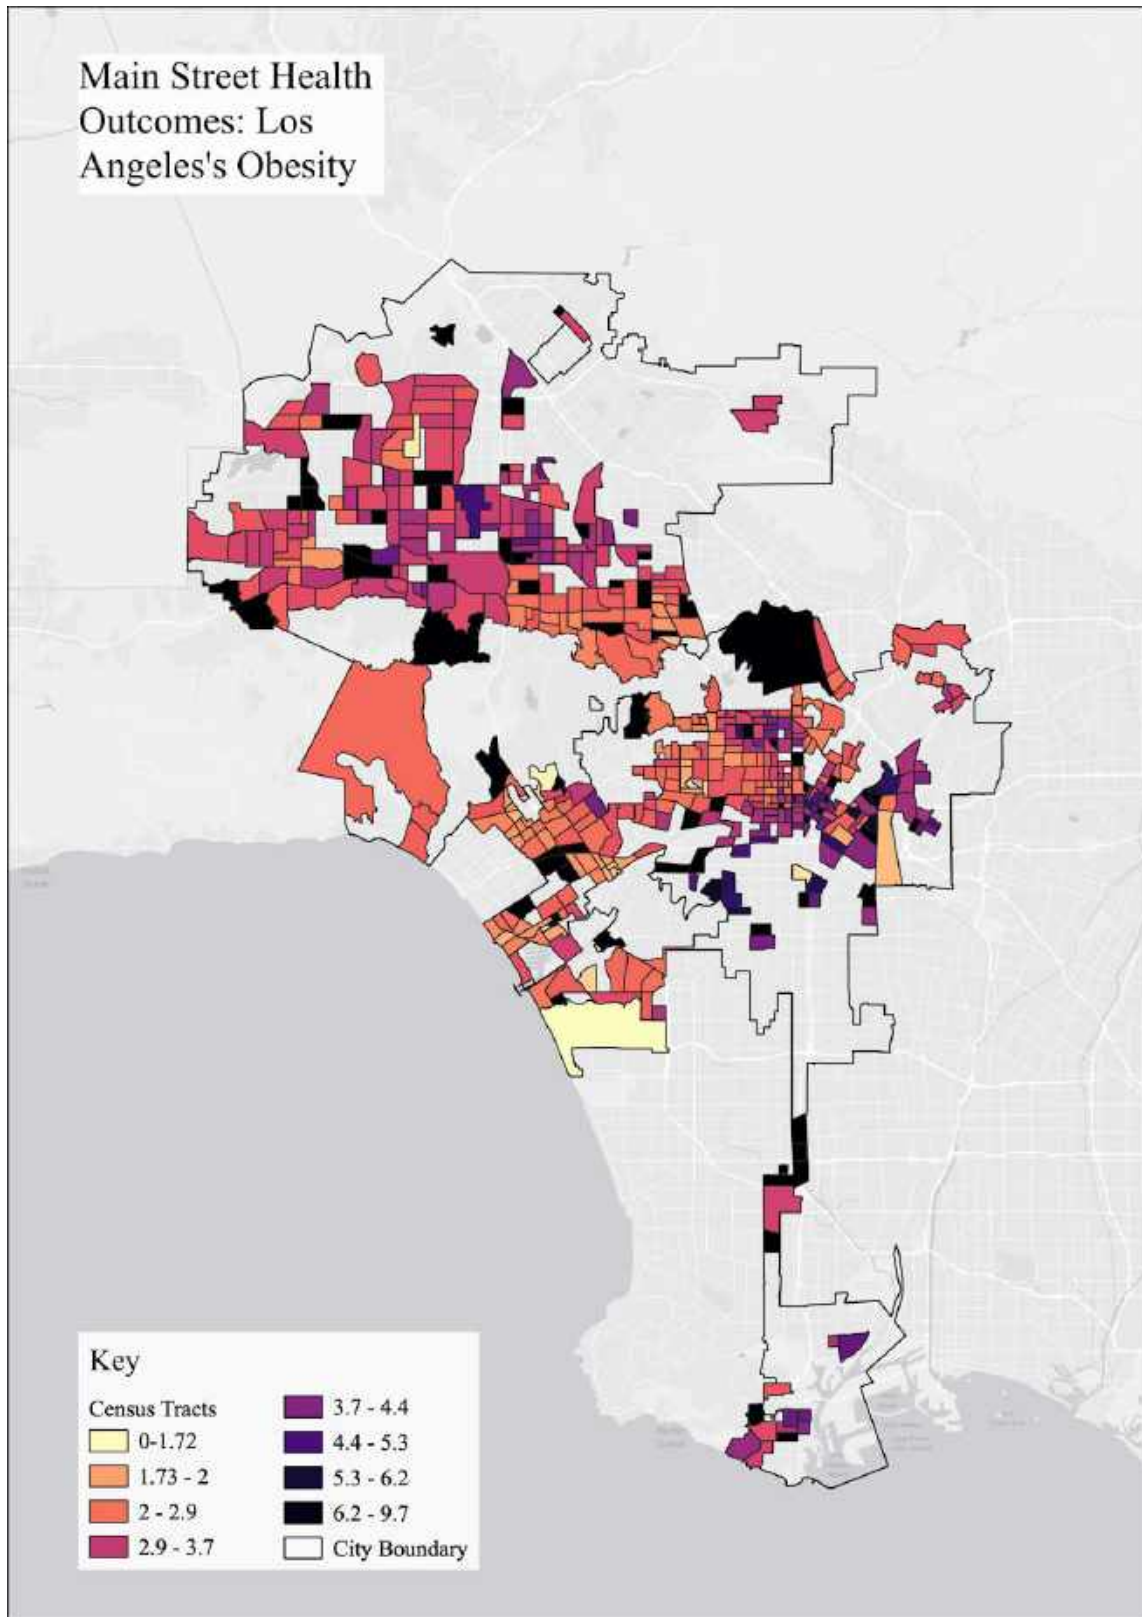 Main Street Health
Outcomes: Los
Angeles's Obesity
Key
Census Tracts
0-1.72
1.73 - 2
2 - 2.9
2.9 - 3.7
3.7 - 4.4
4.4 - 5.3
5.3 - 6.2
6.2 - 9.7
City Boundary